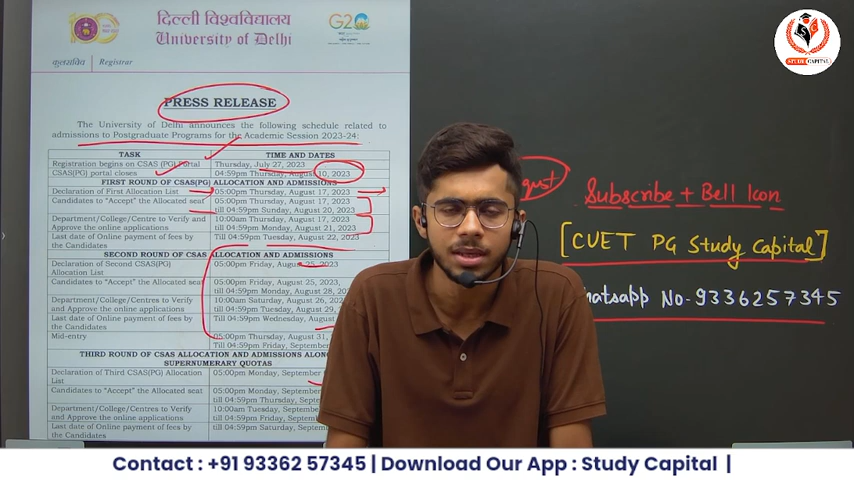 दिल्ली विश्वविद्यालय
University of Delhi
G20
कुलसचिव | Registrar
PRESS RELEASE
The University of Delhi announces the following schedule related to
admissions to Postgraduate Programs for the Academic Session 2023-24:
TASK TIME AND DATES
Registration begins on CSAS (PG) Portal Thursday, July 27, 2023
CSAS(PG) portal closes 04:59pm Thursday, August 10, 2023
FIRST ROUND OF CSAS(PG) ALLOCATION AND ADMISSIONS
Declaration of First Allocation List 05:00pm Thursday, August 17, 2023
Candidates to “Accept” the Allocated seat 05:00pm Thursday, August 17, 2023
till 04:59pm Sunday, August 20, 2023
Department/College/Centre to Verify and 10:00am Thursday, August 17, 2023
Approve the online applications till 04:59pm Monday, August 21, 2023
Last date of Online payment of fees by Till 04:59pm Tuesday, August 22, 2023
the Candidates
SECOND ROUND OF CSAS ALLOCATION AND ADMISSIONS
Declaration of Second CSAS(PG) 05:00pm Friday, August 25, 2023
Allocation List
Candidates to “Accept” the Allocated seat 05:00pm Friday, August 25, 2023,
till 04:59pm Monday, August 28, 202
Department/College/Centres to Verify 10:00am Saturday, August 26, 202
and Approve the online applications till 04:59pm Tuesday, August 29,
Last date of Online payment of fees by Till 04:59pm Wednesday, August
the Candidates
Mid-entry 05:00pm Thursday, August 31,
Till 04:59pm Friday, September
THIRD ROUND OF CSAS ALLOCATION AND ADMISSIONS ALON
SUPERNUMERARY QUOTAS
Declaration of Third CSAS(PG) Allocation 05:00pm Monday, September
List
Candidates to “Accept” the Allocated seat 05:00pm Monday, September
till 04:59pm Thursday, Sept
Department/College/Centres to Verify 10:00am Tuesday, September
and Approve the online applications till 04:59pm Friday, Septem
Last date of Online payment of fees by Till 04:59pm Saturday, Sept
the Candidates
STUDY CAPITAL
gust
Subscribe + Bell Icon
[CUET PG Study Capital]
hatsapp No-9336257345
Contact : +91 93362 57345 | Download Our App : Study Capital |